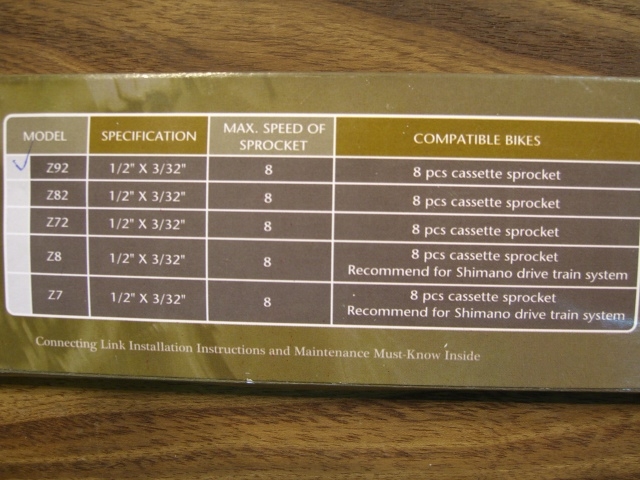 MODEL SPECIFICATION MAX. SPEED OF SPROCKET COMPATIBLE BIKES
Z92 1/2" X 3/32" 8 8 pcs cassette sprocket
Z82 1/2" X 3/32" 8 8 pcs cassette sprocket
Z72 1/2" X 3/32" 8 8 pcs cassette sprocket
Z8 1/2" X 3/32" 8 8 pcs cassette sprocket
Recommend for Shimano drive train system
Z7 1/2" X 3/32" 8 8 pcs cassette sprocket
Recommend for Shimano drive train system
Connecting Link Installation Instructions and Maintenance Must-Know Inside